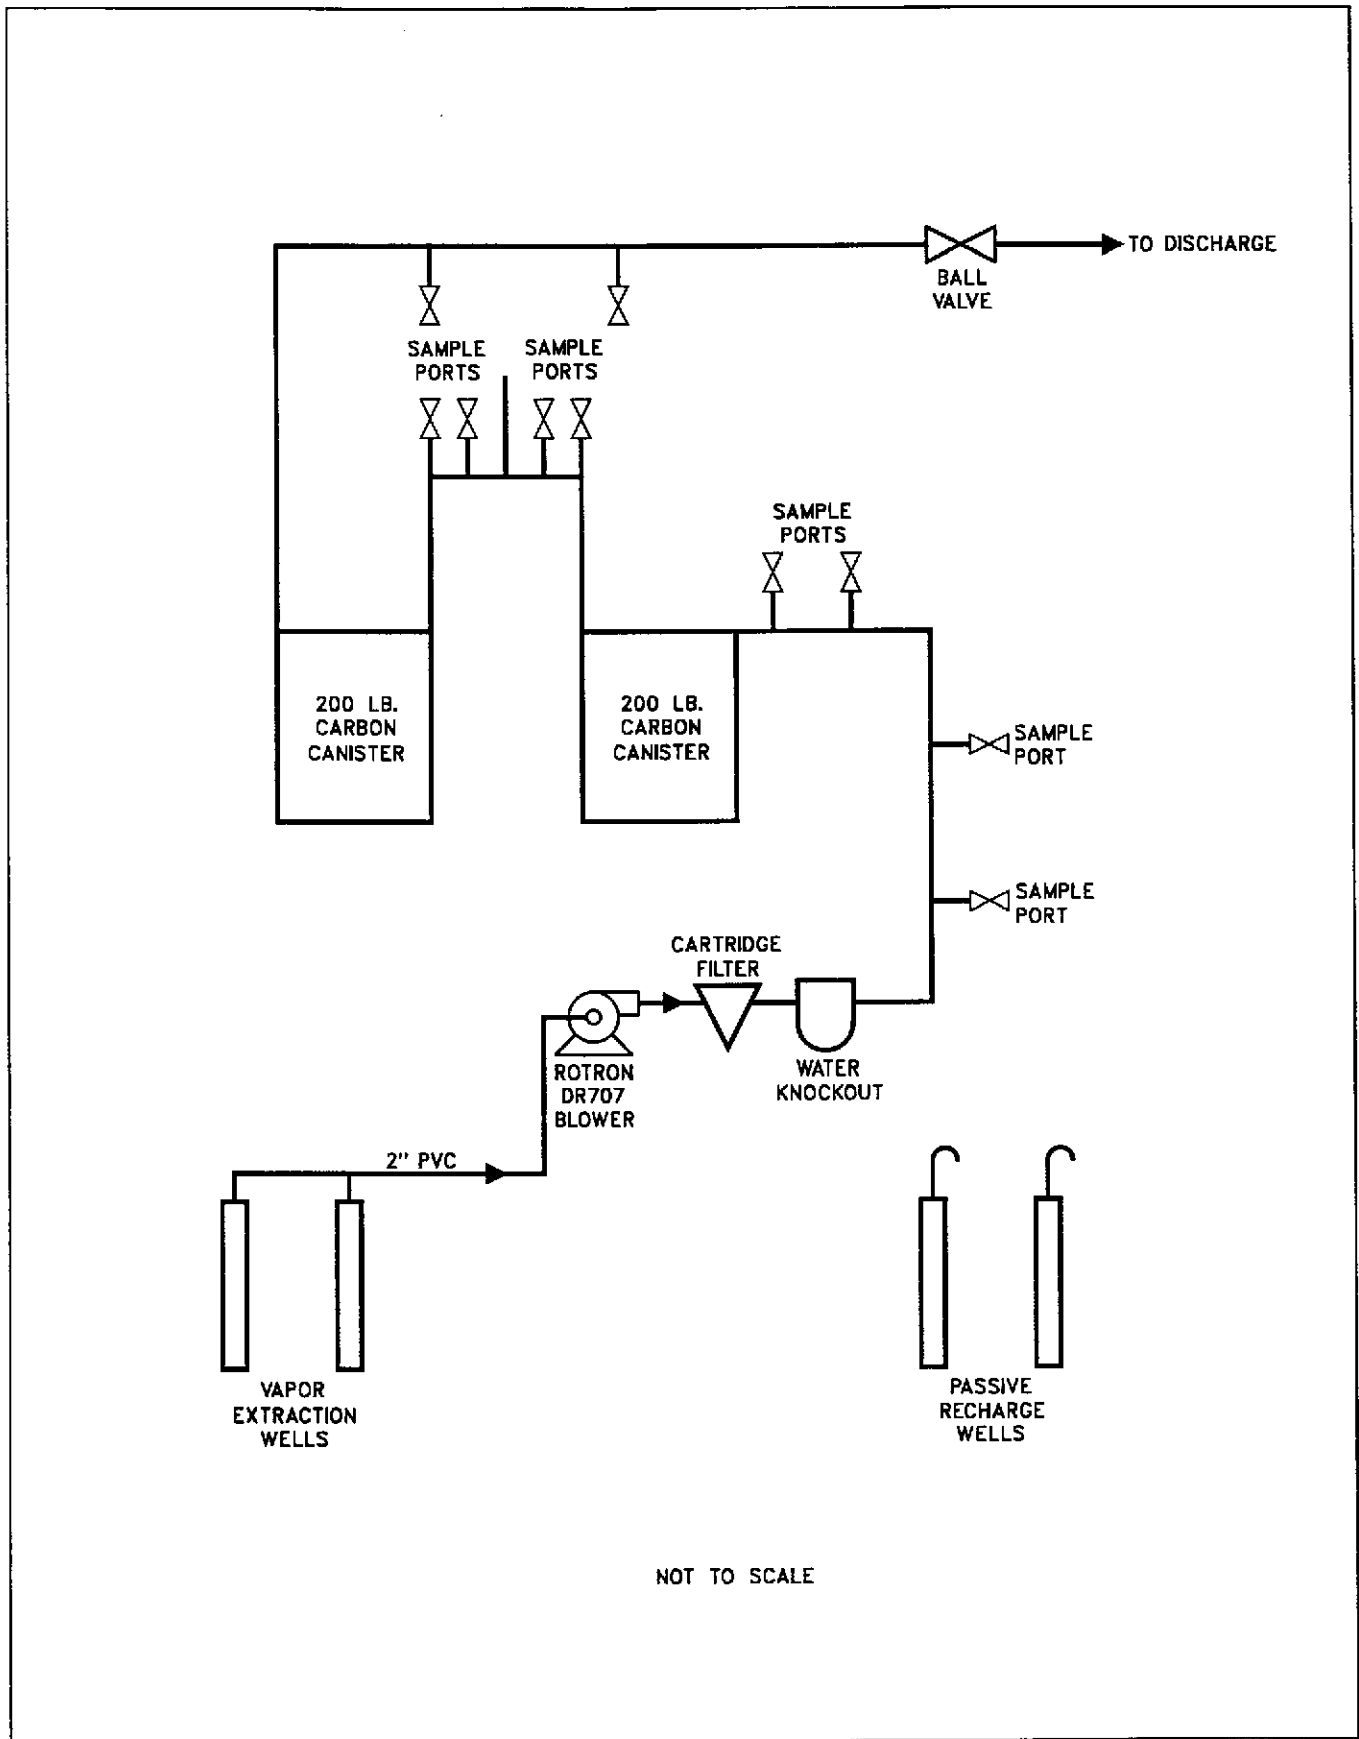 TO DISCHARGE
BALL
VALVE
SAMPLE
PORTS
SAMPLE
PORTS
SAMPLE
PORTS
200 LB.
CARBON
CANISTER
200 LB.
CARBON
CANISTER
SAMPLE
PORT
SAMPLE
PORT
CARTRIDGE
FILTER
ROTRON
DR707
BLOWER
WATER
KNOCKOUT
2" PVC
VAPOR
EXTRACTION
WELLS
PASSIVE
RECHARGE
WELLS
NOT TO SCALE